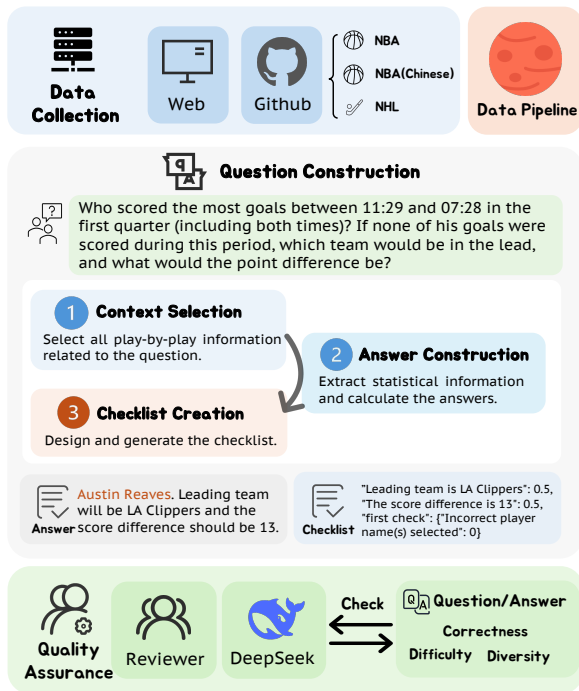 Data
Collection
Web
Github
NBA
NBA(Chinese)
NHL
Data Pipeline
Q
A
Question Construction
?
Who scored the most goals between 11:29 and 07:28 in the
first quarter (including both times)? If none of his goals were
scored during this period, which team would be in the lead,
and what would the point difference be?
1 Context Selection
Select all play-by-play information
related to the question.
2 Answer Construction
Extract statistical information
and calculate the answers.
3 Checklist Creation
Design and generate the checklist.
Answer
Austin Reaves. Leading team
will be LA Clippers and the
score difference should be 13.
Checklist
"Leading team is LA Clippers": 0.5,
"The score difference is 13": 0.5,
"first check": {"Incorrect player
name(s) selected": 0}
Quality
Assurance
Reviewer
DeepSeek
Check
Q A Question/Answer
Correctness
Difficulty Diversity